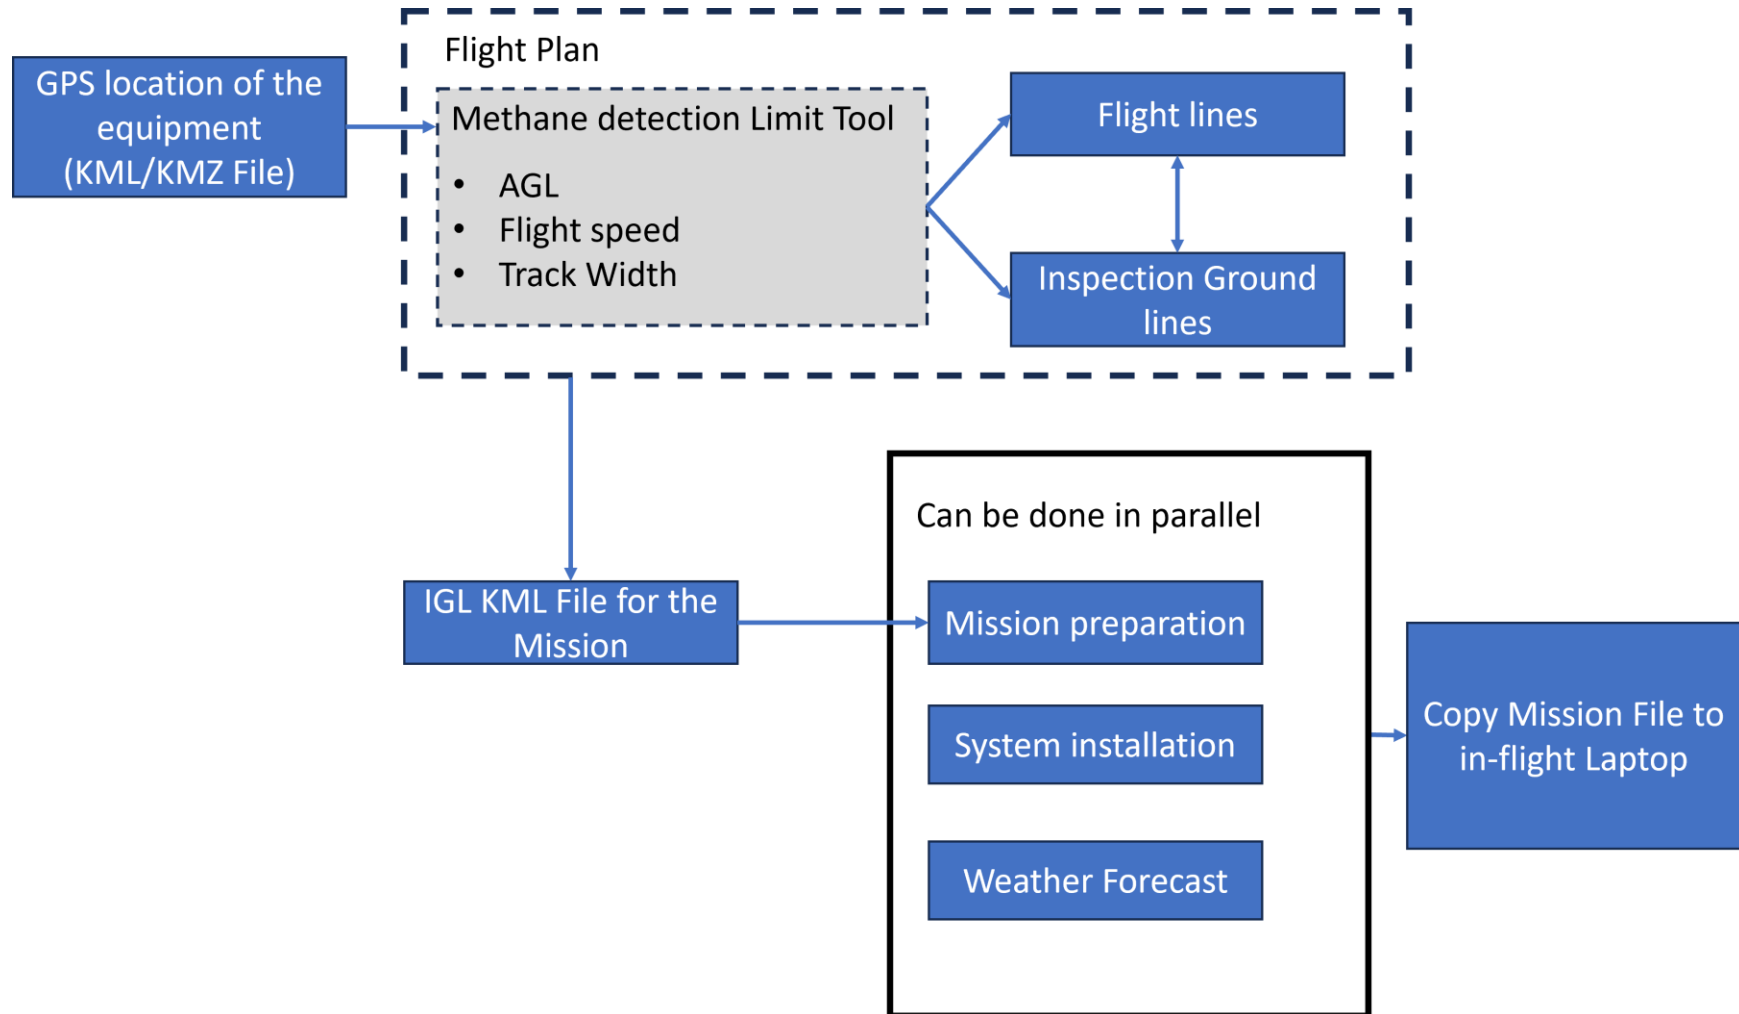 Flight Plan
GPS location of the
equipment
(KML/KMZ File)
Methane detection Limit Tool
• AGL
• Flight speed
• Track Width
Flight lines
Inspection Ground
lines
Can be done in parallel
IGL KML File for the
Mission
Mission preparation
System installation
Weather Forecast
Copy Mission File to
in-flight Laptop